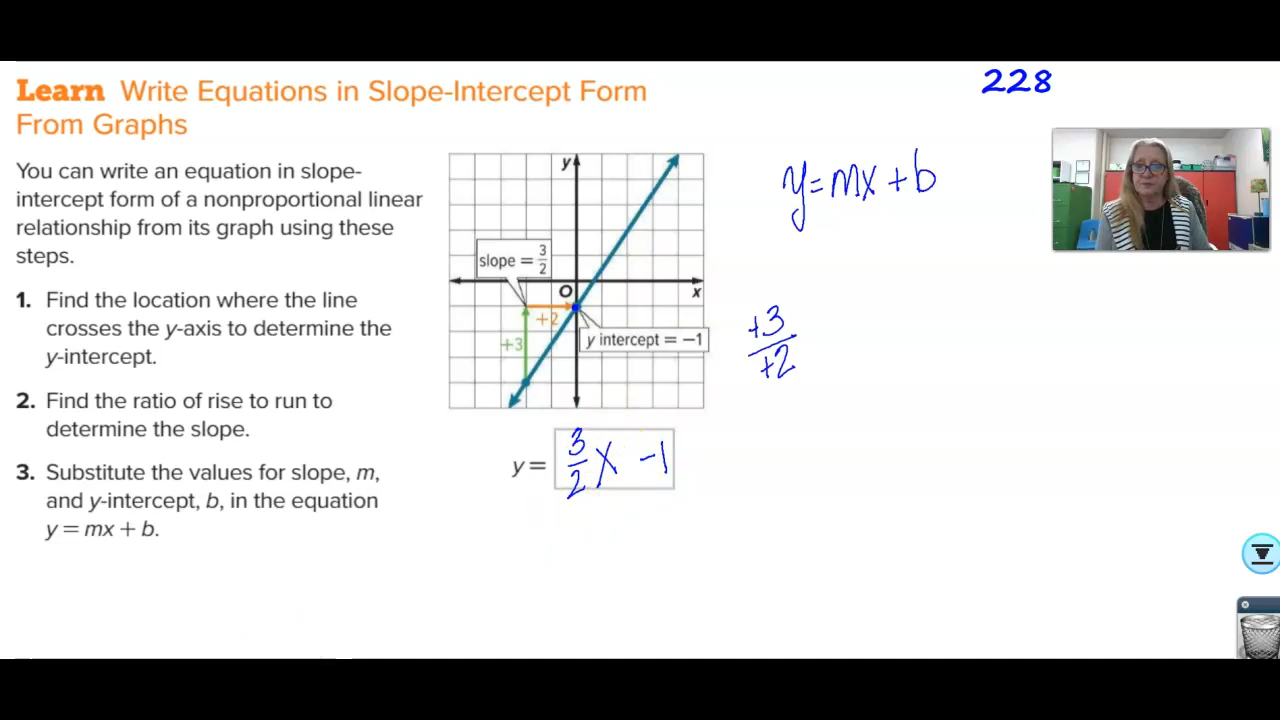 228
Learn Write Equations in Slope-Intercept Form
From Graphs
You can write an equation in slope-
intercept form of a nonproportional linear
relationship from its graph using these
steps.
1. Find the location where the line
crosses the y-axis to determine the
y-intercept.
2. Find the ratio of rise to run to
determine the slope.
3. Substitute the values for slope, m,
and y-intercept, b, in the equation
y = mx + b.
y
slope = 3/2
O
x
+2
+3
y intercept = −1
y = 3/2 x -1
y = mx + b
+3/+2